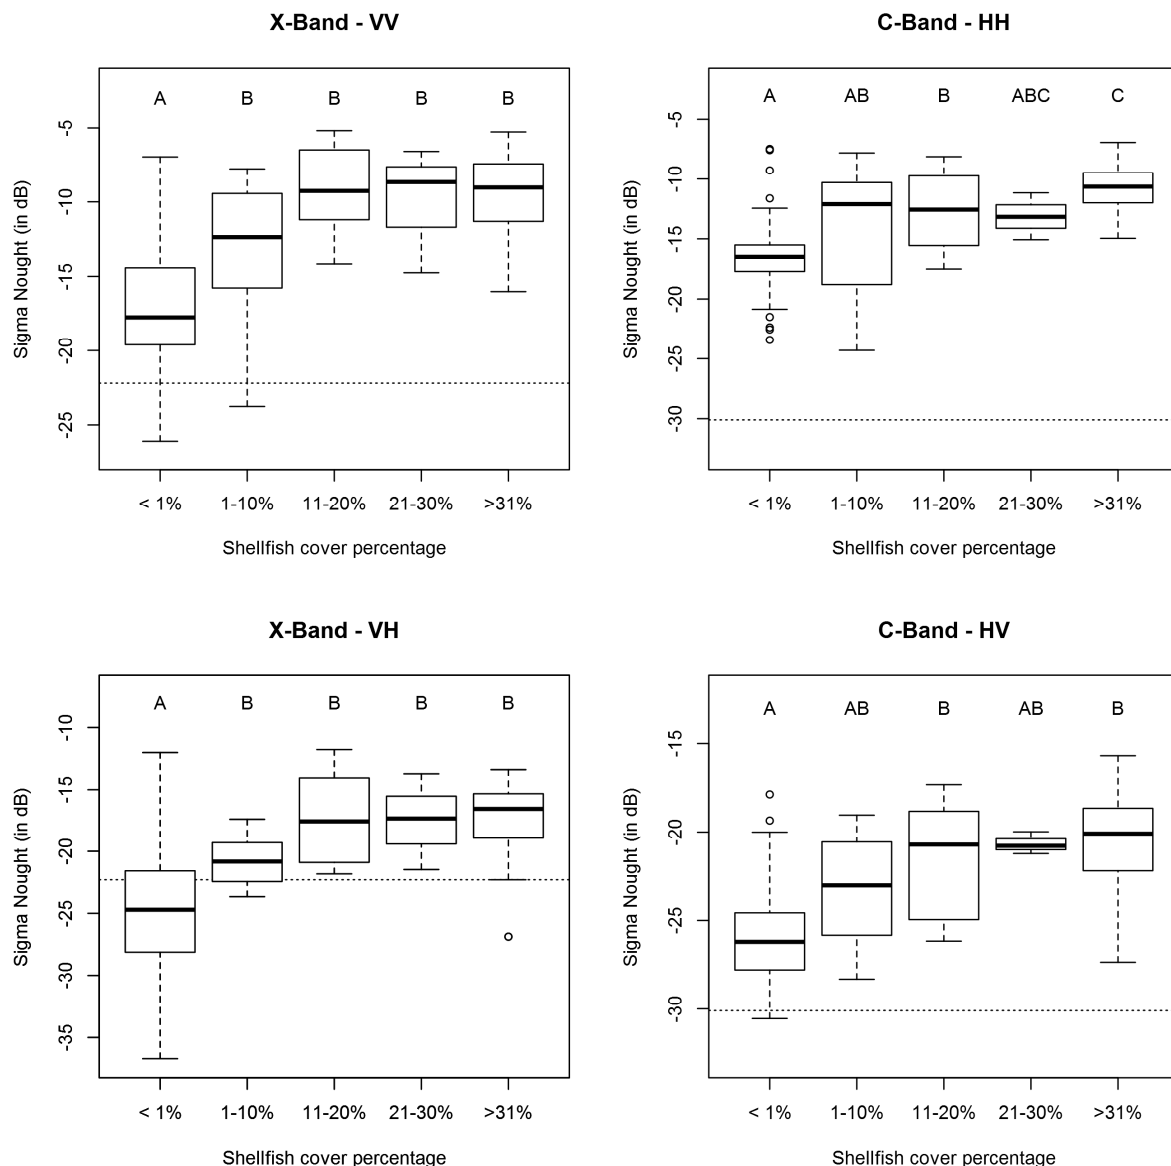 X-Band - VV
A B B B B
Sigma Nought (in dB)
-5
-10
-15
-20
-25
< 1% 1-10% 11-20% 21-30% >31%
Shellfish cover percentage
C-Band - HH
A AB B ABC C
Sigma Nought (in dB)
-5
-10
-15
-20
-25
-30
< 1% 1-10% 11-20% 21-30% >31%
Shellfish cover percentage
X-Band - VH
A B B B B
Sigma Nought (in dB)
-10
-15
-20
-25
-30
-35
< 1% 1-10% 11-20% 21-30% >31%
Shellfish cover percentage
C-Band - HV
A AB B AB B
Sigma Nought (in dB)
-15
-20
-25
-30
< 1% 1-10% 11-20% 21-30% >31%
Shellfish cover percentage